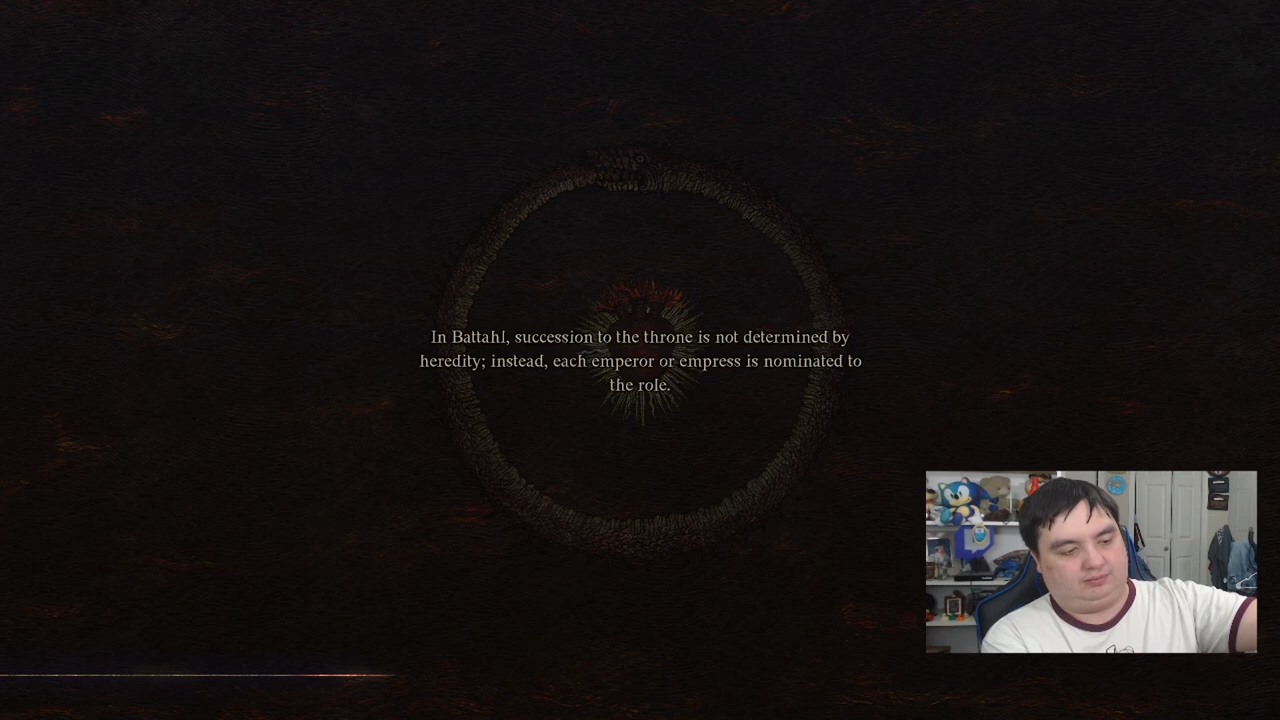 In Battahl, succession to the throne is not determined by
heredity; instead, each emperor or empress is nominated to
the role.